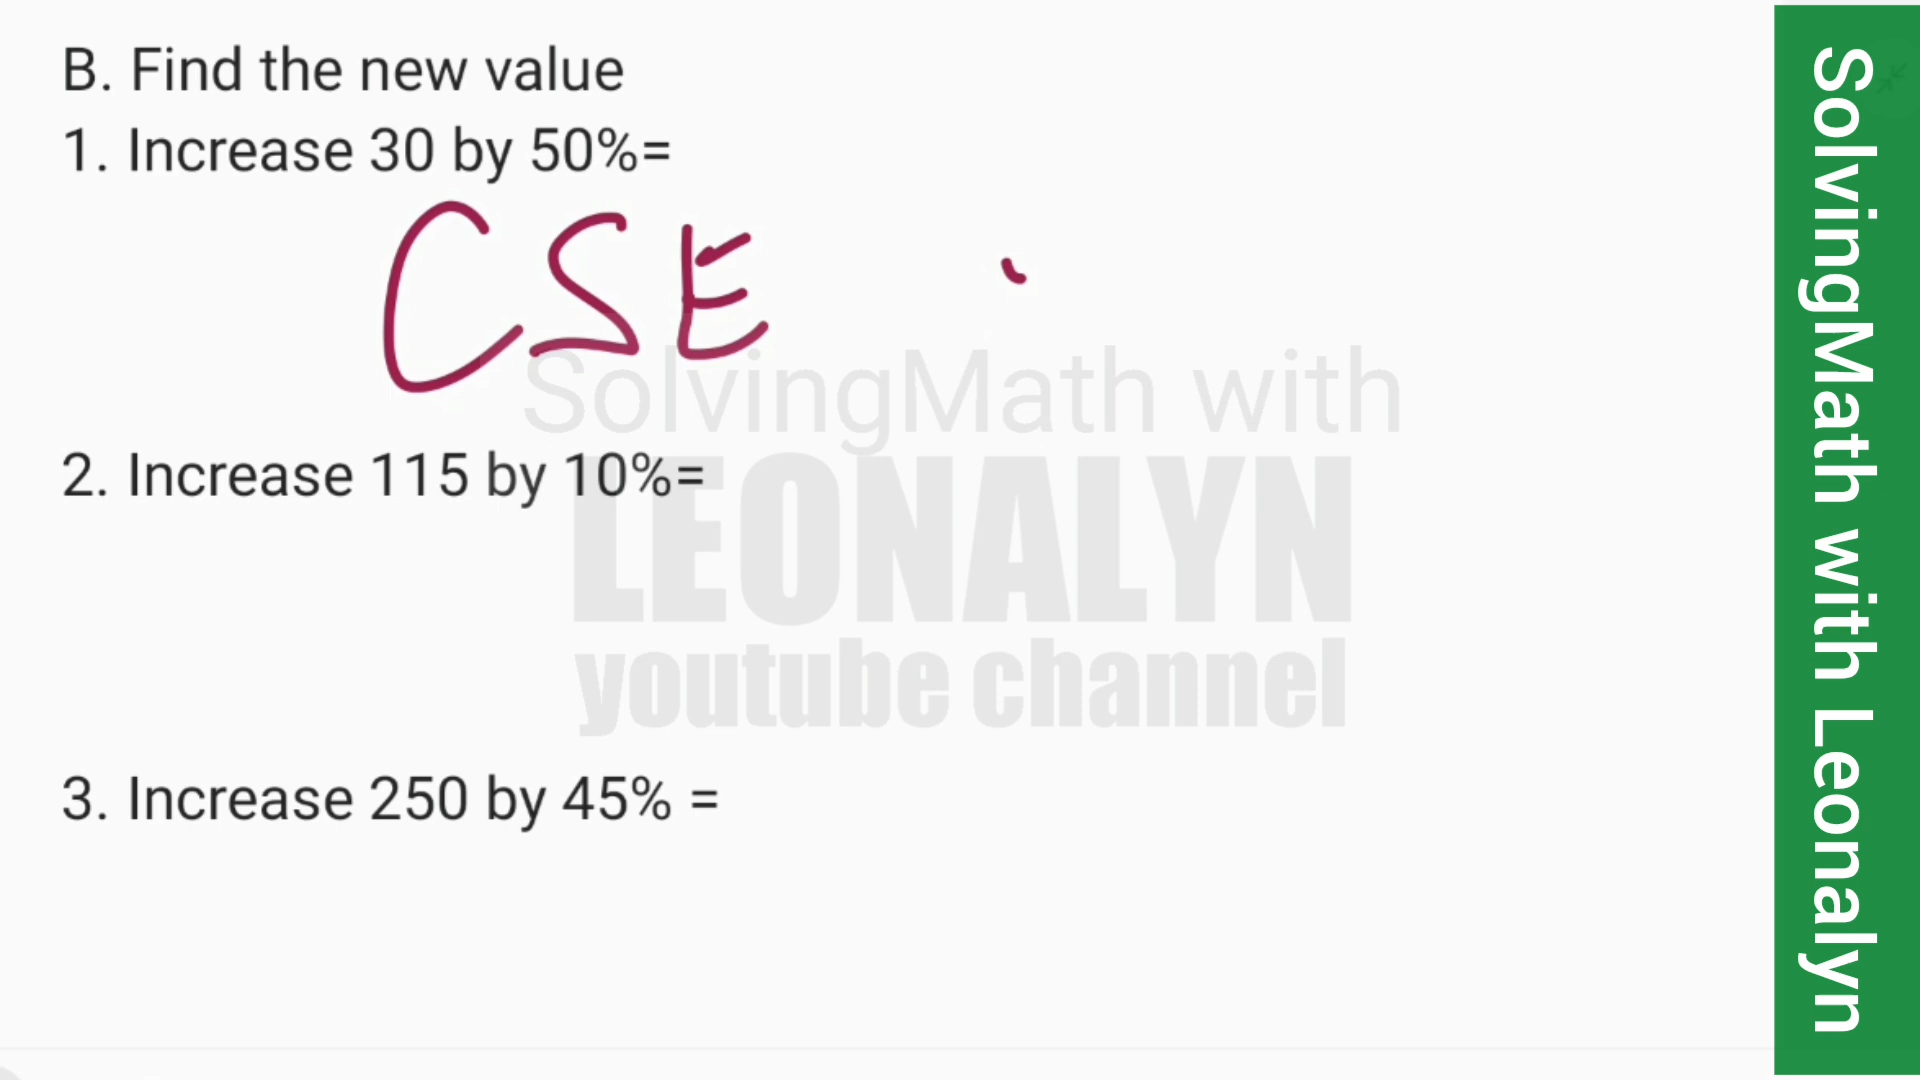 B. Find the new value
1. Increase 30 by 50%=
CSE
SolvingMath with
2. Increase 115 by 10%=
LEONALYN
youtube channel
3. Increase 250 by 45% =
SolvingMath with Leonalyn